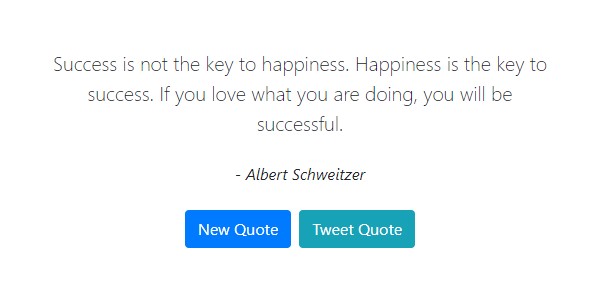 Success is not the key to happiness. Happiness is the key to
success. If you love what you are doing, you will be
successful.
- Albert Schweitzer
New Quote Tweet Quote